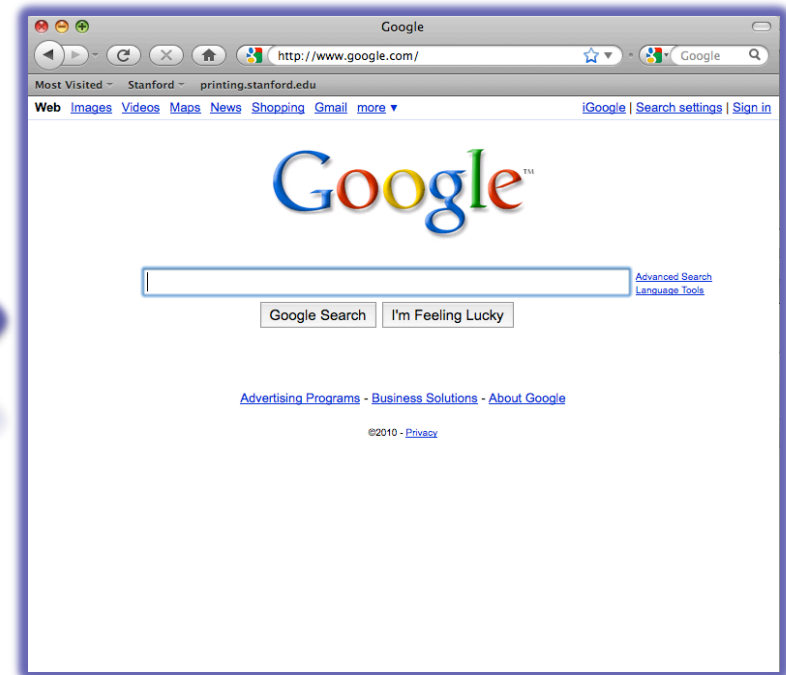 Google
http://www.google.com/ Google
Most Visited Stanford printing.stanford.edu
Web Images Videos Maps News Shopping Gmail more ▼ iGoogle | Search settings | Sign in
Google™
Advanced Search
Language Tools
Google Search I'm Feeling Lucky
Advertising Programs - Business Solutions - About Google
©2010 - Privacy